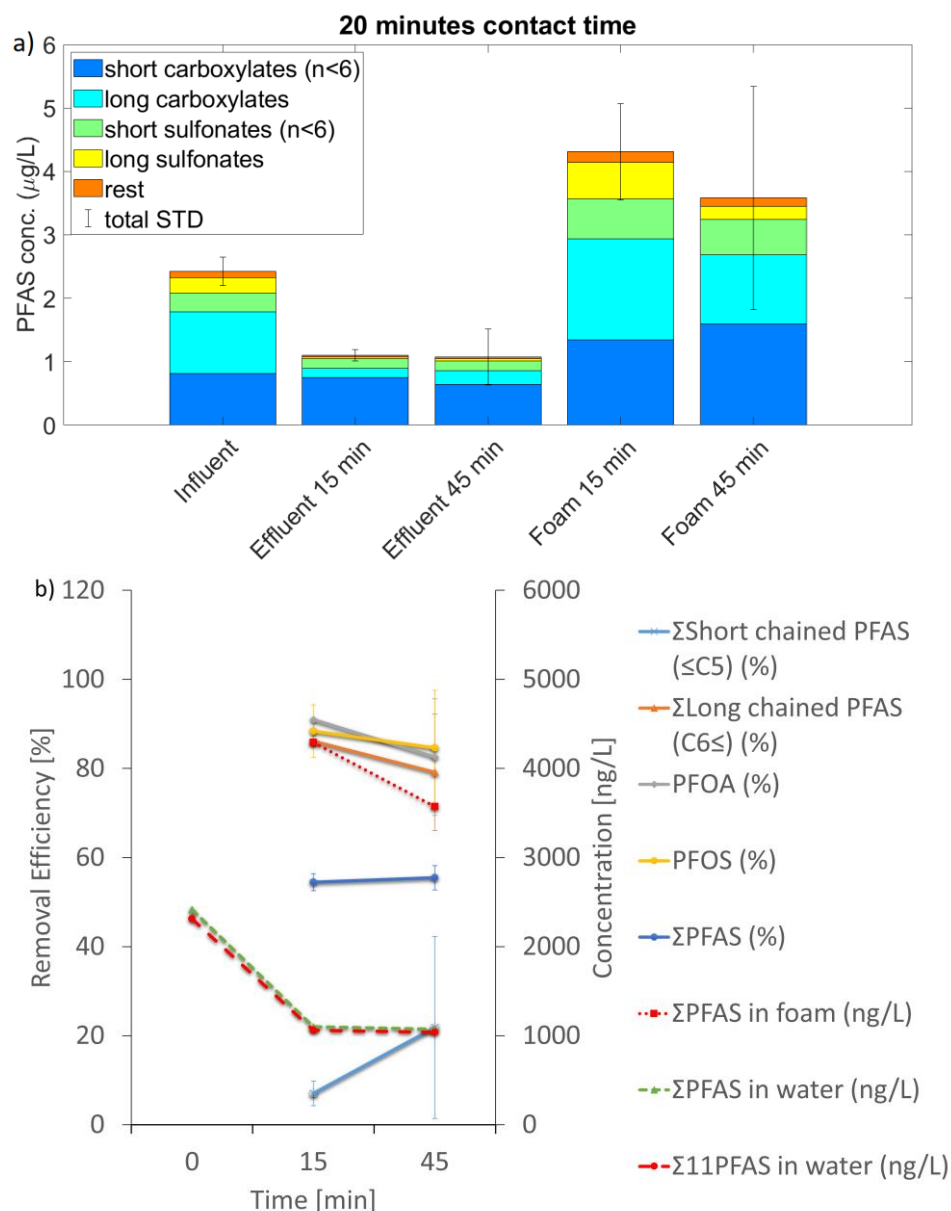 a)
20 minutes contact time
6
5
4
3
2
1
0
PFAS conc. (μg/L)
short carboxylates (n<6)
long carboxylates
short sulfonates (n<6)
long sulfonates
rest
total STD
Influent
Effluent 15 min
Effluent 45 min
Foam 15 min
Foam 45 min
b)
120
100
80
60
40
20
0
Removal Efficiency [%]
0
15
45
Time [min]
6000
5000
4000
3000
2000
1000
0
Concentration [ng/L]
ΣShort chained PFAS
(≤C5) (%)
ΣLong chained PFAS
(C6≤) (%)
PFOA (%)
PFOS (%)
ΣPFAS (%)
ΣPFAS in foam (ng/L)
ΣPFAS in water (ng/L)
Σ11PFAS in water (ng/L)